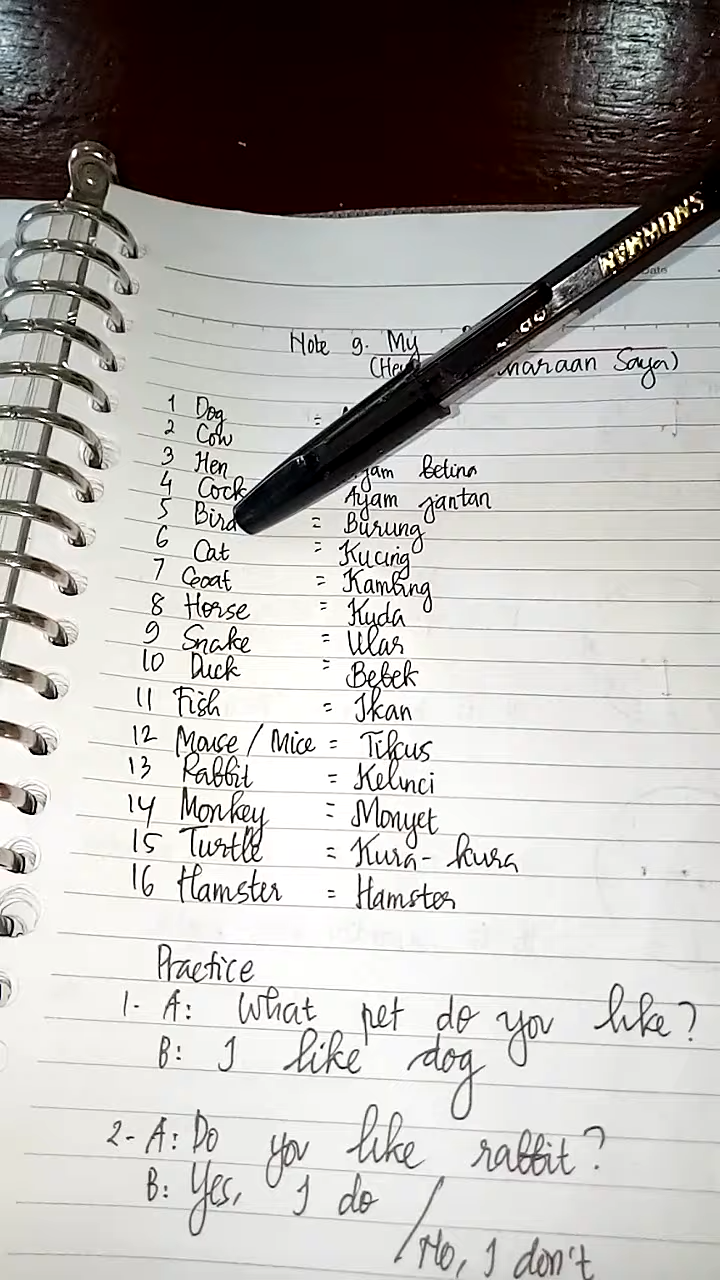 SNOWMAN
Date
Note 9. My
(He naraan Saya)
1 Dog =
2 Cow
3 Hen yam betina
4 Cock Ayam jantan
5 Bird = Burung
6 Cat = Kucing
7 Goat = Kambing
8 Horse = Kuda
9 Snake = Ular
10 Duck = Bebek
11 Fish = Ikan
12 Mouse / Mice = Tikus
13 Rabbit = Kelinci
14 Monkey = Monyet
15 Turtle = Kura-kura
16 Hamster = Hamster
Practice
1- A: What pet do you like?
B: I like dog
2- A: Do you like rabbit?
B: Yes, I do /
No, I don't